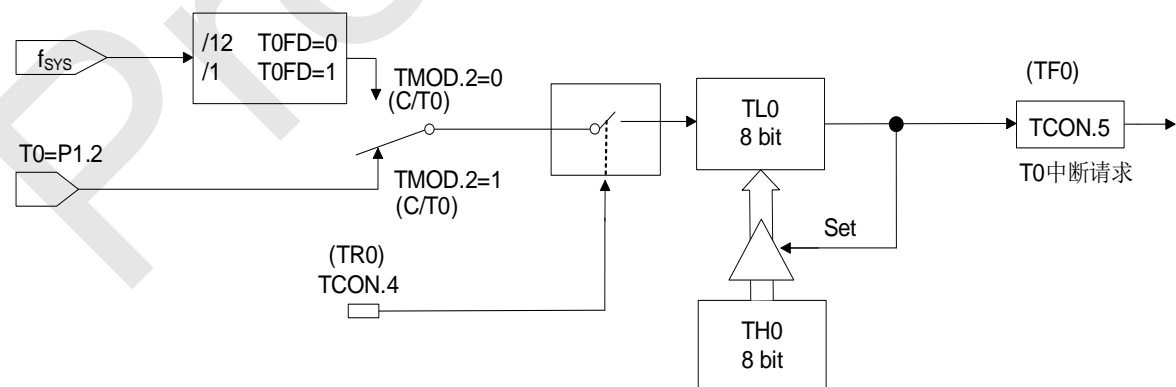 /12 T0FD=0
/1 T0FD=1
fSYS
TMOD.2=0
(C/T0)
T0=P1.2
TMOD.2=1
(C/T0)
(TR0)
TCON.4
TL0
8 bit
(TF0)
TCON.5
T0中断请求
Set
TH0
8 bit